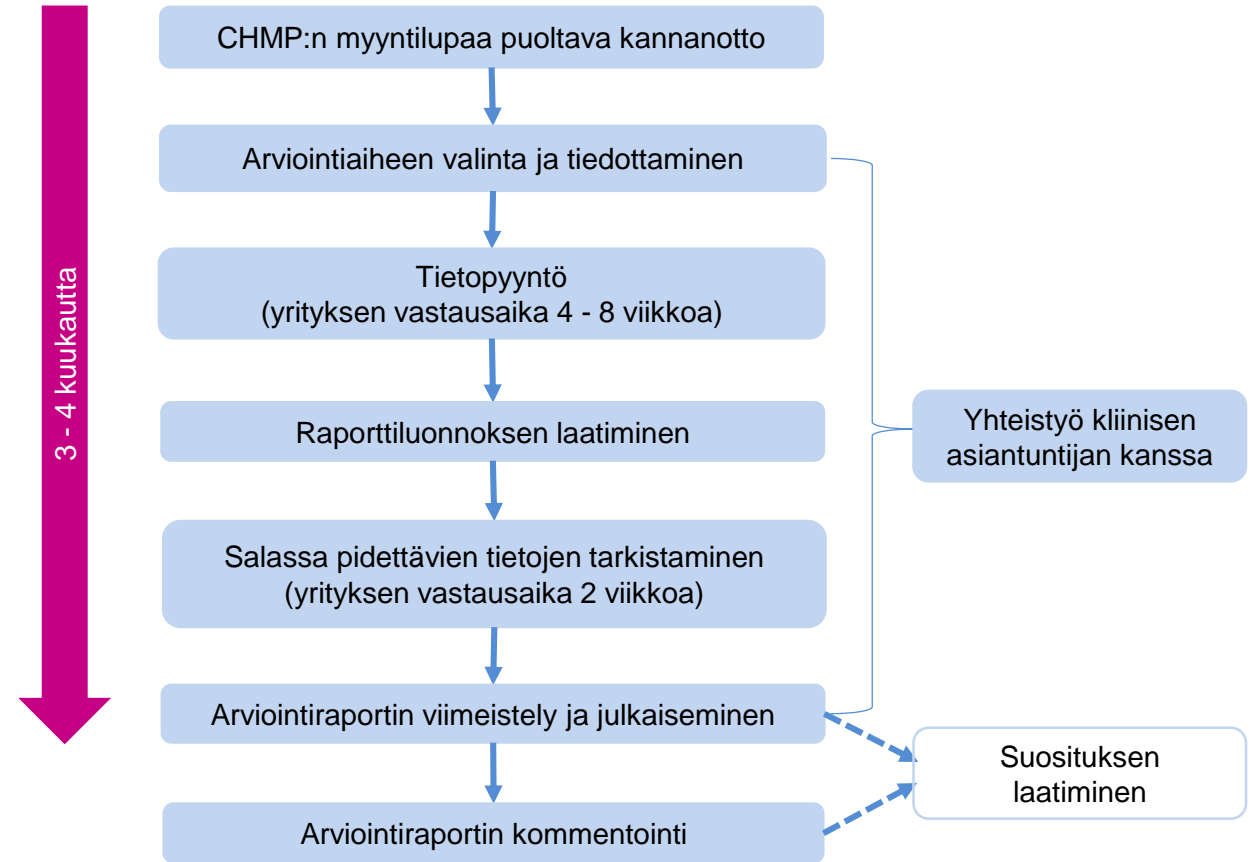 CHMP:n myyntilupaa puoltava kannanotto
Arviointiaiheen valinta ja tiedottaminen
Tietopyyntö
(yrityksen vastausaika 4 - 8 viikkoa)
3 - 4 kuukautta
Raporttiluonnoksen laatiminen
Yhteistyö kliinisen
asiantuntijan kanssa
Salassa pidettävien tietojen tarkistaminen
(yrityksen vastausaika 2 viikkoa)
Arviointiraportin viimeistely ja julkaiseminen
Suosituksen
laatiminen
Arviointiraportin kommentointi